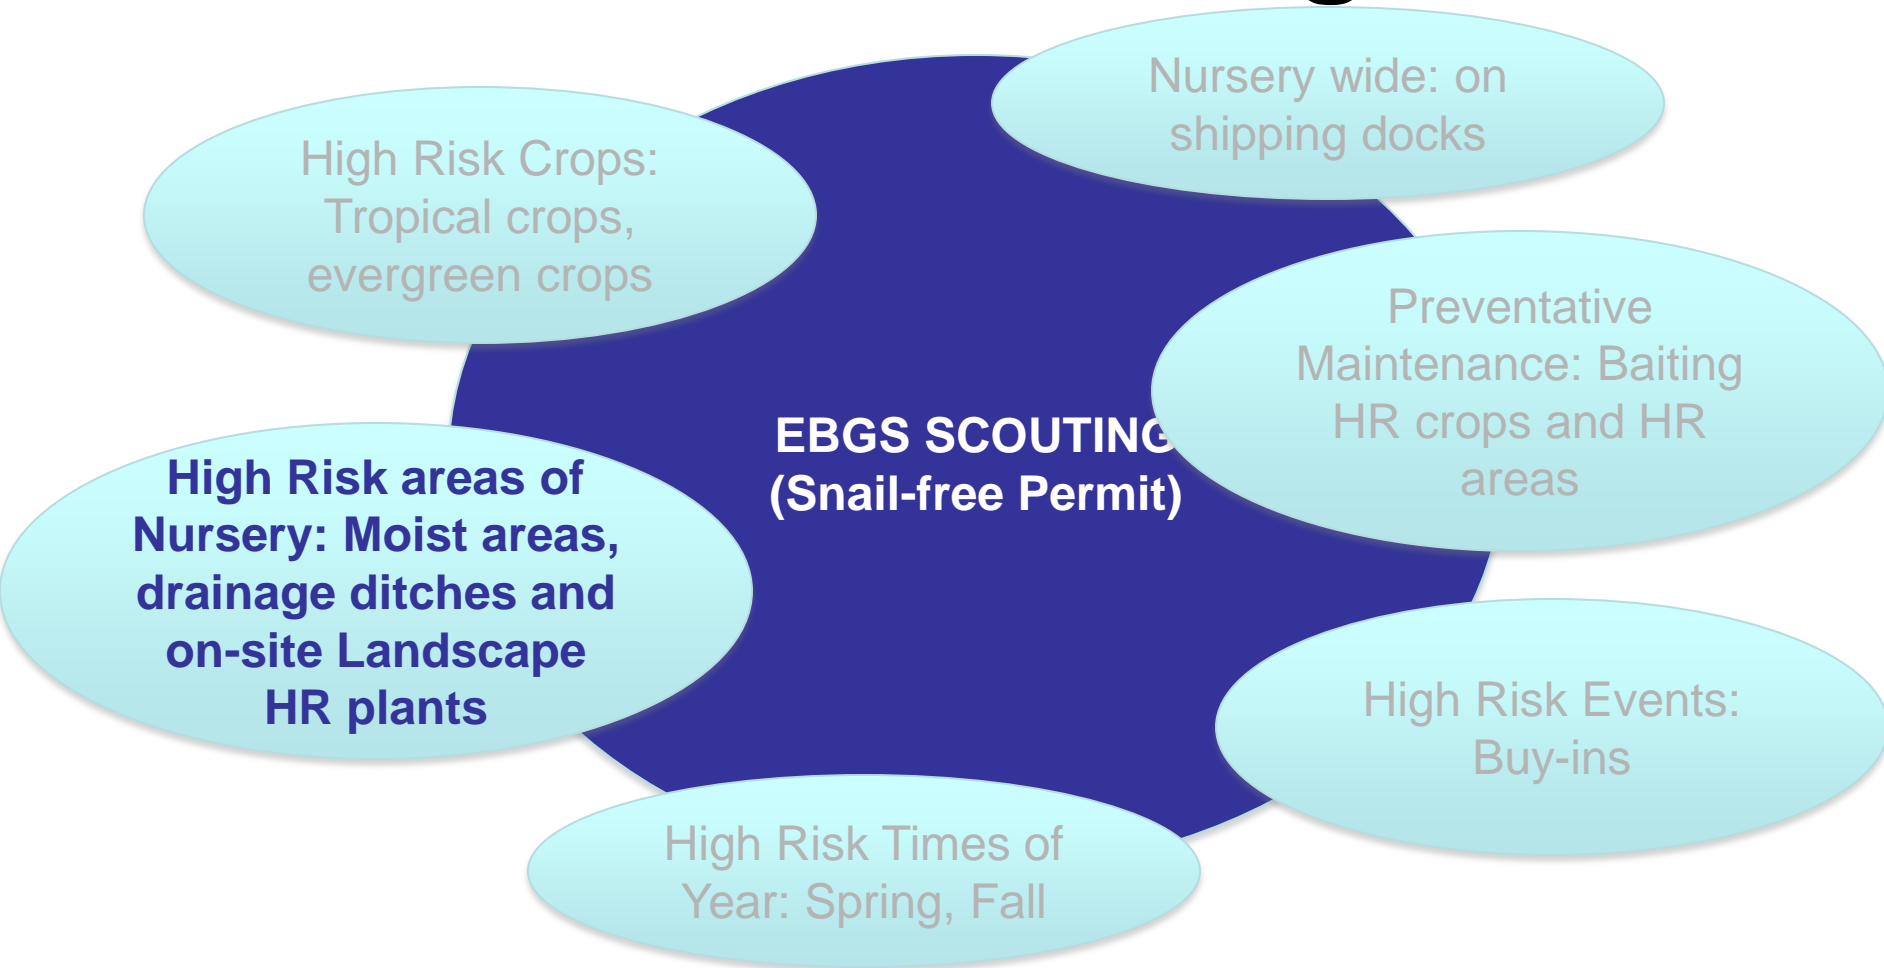 Nursery wide: on
shipping docks
High Risk Crops:
Tropical crops,
evergreen crops
Preventative
Maintenance: Baiting
HR crops and HR
areas
EBGS SCOUTING
(Snail-free Permit)
High Risk areas of
Nursery: Moist areas,
drainage ditches and
on-site Landscape
HR plants
High Risk Events:
Buy-ins
High Risk Times of
Year: Spring, Fall